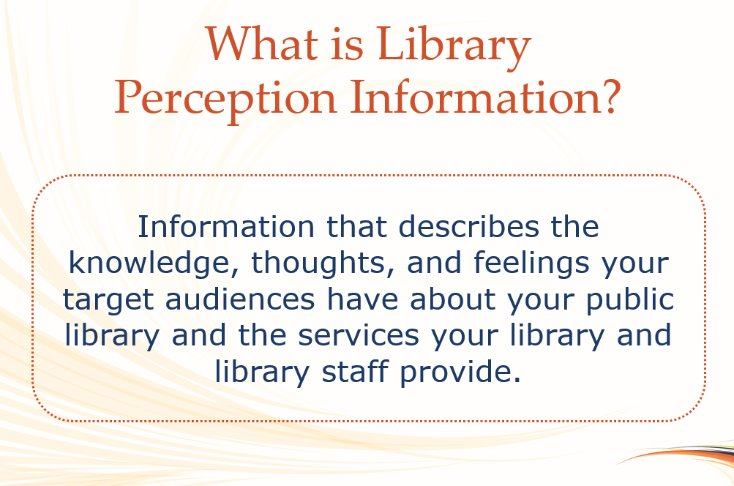 What is Library
Perception Information?
Information that describes the
knowledge, thoughts, and feelings your
target audiences have about your public
library and the services your library and
library staff provide.